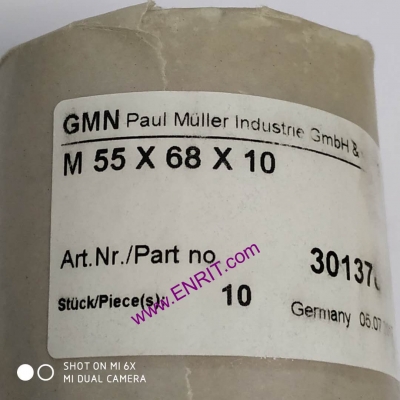 GMN Paul Müller Industrie GmbH &
M 55 X 68 X 10
Art.Nr./Part no
Stück/Piece(s): 10
Germany
www.ENRIT.com
SHOT ON MI 6X
MI DUAL CAMERA